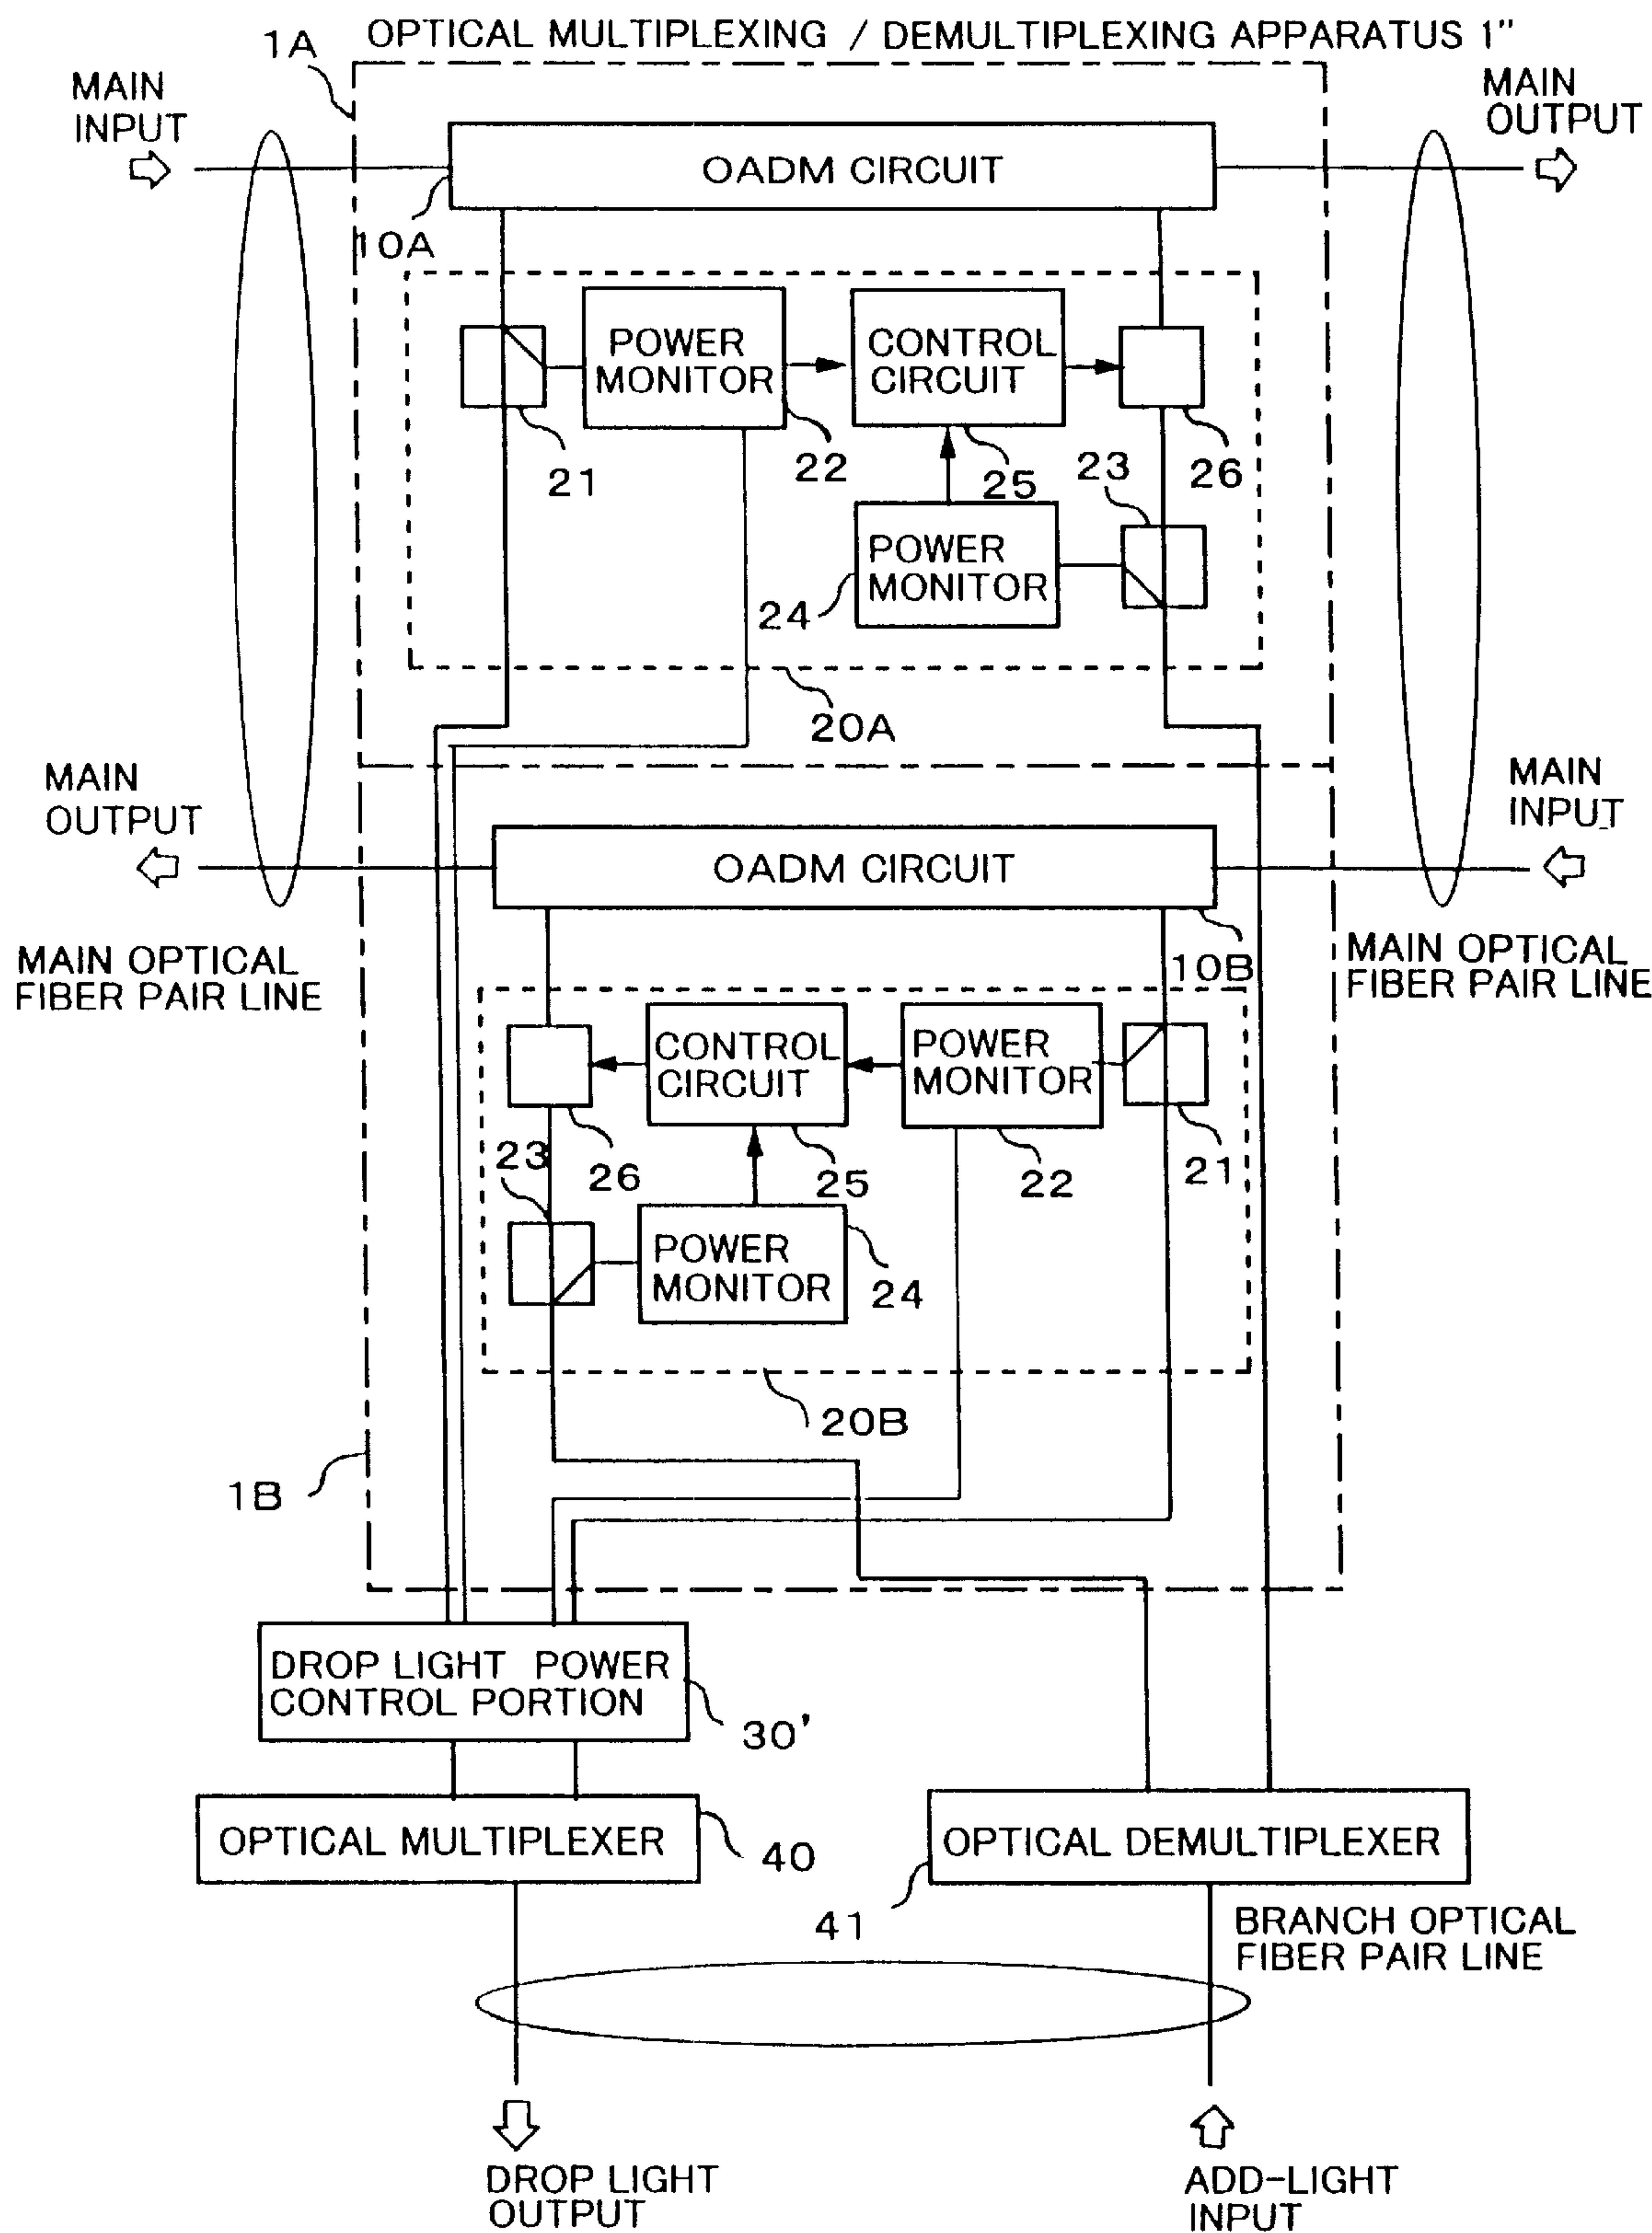 OPTICAL MULTIPLEXING / DEMULTIPLEXING APPARATUS 1"
1A
MAIN
INPUT
MAIN
OUTPUT
OADM CIRCUIT
10A
POWER
MONITOR
CONTROL
CIRCUIT
21
22
25
23
26
POWER
MONITOR
24
20A
MAIN
OUTPUT
MAIN
INPUT
OADM CIRCUIT
MAIN OPTICAL
FIBER PAIR LINE
10B
MAIN OPTICAL
FIBER PAIR LINE
CONTROL
CIRCUIT
POWER
MONITOR
23
26
25
22
21
POWER
MONITOR
24
20B
1B
DROP LIGHT POWER
CONTROL PORTION
30'
OPTICAL MULTIPLEXER
40
OPTICAL DEMULTIPLEXER
41
BRANCH OPTICAL
FIBER PAIR LINE
DROP LIGHT
OUTPUT
ADD-LIGHT
INPUT